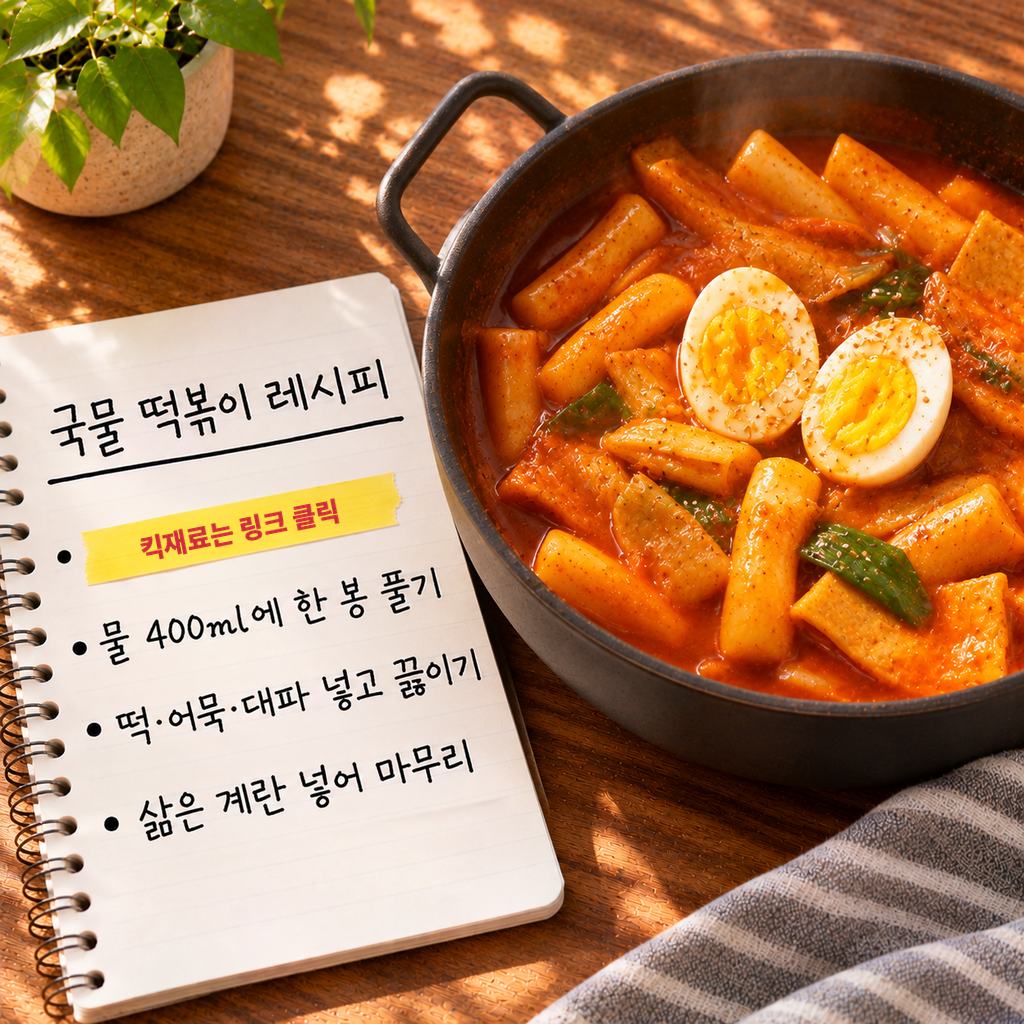 국물 떡볶이 레시피
킥재료는 링크 클릭
물 400ml에 한 봉 풀기
떡·어묵·대파 넣고 끓이기
삶은 계란 넣어 마무리